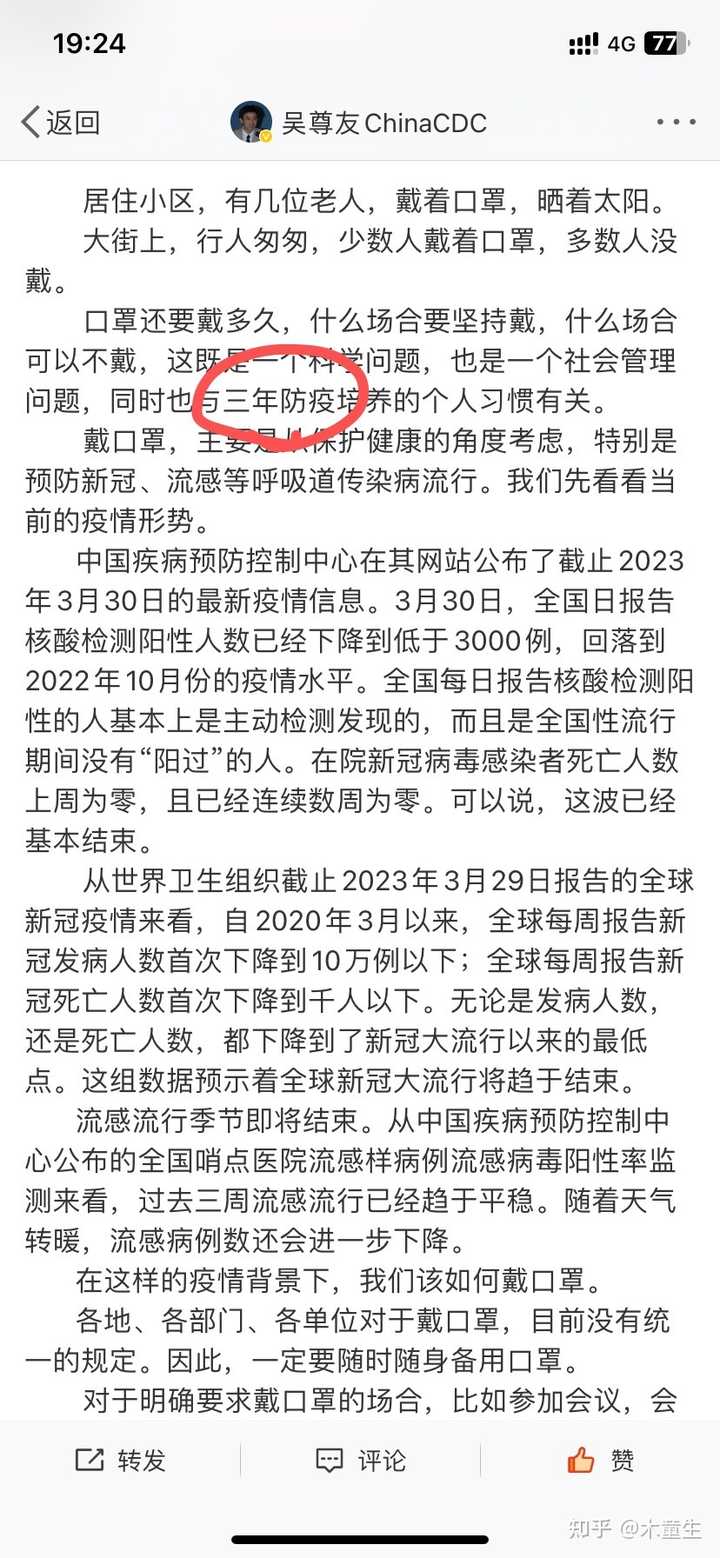 19:24
4G 77
返回
吴尊友ChinaCDC
居住小区，有几位老人，戴着口罩，晒着太阳。
大街上，行人匆匆，少数人戴着口罩，多数人没
戴。
口罩还要戴多久，什么场合要坚持戴，什么场合
可以不戴，这既是一个科学问题，也是一个社会管理
问题，同时也与三年防疫培养的个人习惯有关。
戴口罩，主要是从保护健康的角度考虑，特别是
预防新冠、流感等呼吸道传染病流行。我们先看看当
前的疫情形势。
中国疾病预防控制中心在其网站公布了截止2023
年3月30日的最新疫情信息。3月30日，全国日报告
核酸检测阳性人数已经下降到低于3000例，回落到
2022年10月份的疫情水平。全国每日报告核酸检测阳
性的人基本上是主动检测发现的，而且是全国性流行
期间没有“阳过”的人。在院新冠病毒感染者死亡人数
上周为零，且已经连续数周为零。可以说，这波已经
基本结束。
从世界卫生组织截止2023年3月29日报告的全球
新冠疫情来看，自2020年3月以来，全球每周报告新
冠发病人数首次下降到10万例以下；全球每周报告新
冠死亡人数首次下降到千人以下。无论是发病人数，
还是死亡人数，都下降到了新冠大流行以来的最低
点。这组数据预示着全球新冠大流行将趋于结束。
流感流行季节即将结束。从中国疾病预防控制中
心公布的全国哨点医院流感样病例流感病毒阳性率监
测来看，过去三周流感流行已经趋于平稳。随着天气
转暖，流感病例数还会进一步下降。
在这样的疫情背景下，我们该如何戴口罩。
各地、各部门、各单位对于戴口罩，目前没有统
一的规定。因此，一定要随时随身备用口罩。
对于明确要求戴口罩的场合，比如参加会议，会
转发 评论 赞
知乎 @木童生